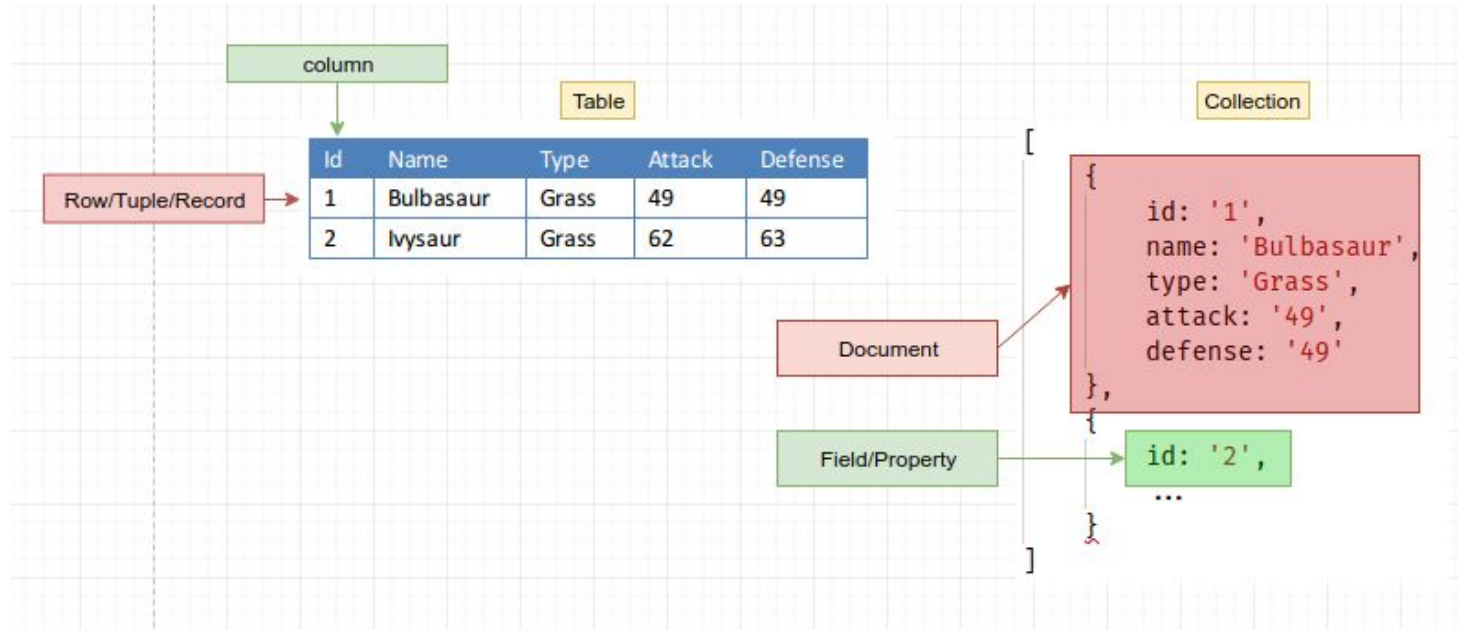 column
Table
Collection
Id Name Type Attack Defense
Row/Tuple/Record
1 Bulbasaur Grass 49 49
2 Ivysaur Grass 62 63
[
{
id: '1',
name: 'Bulbasaur',
type: 'Grass',
attack: '49',
defense: '49'
},
Document
{
Field/Property
id: '2',
...
}
]